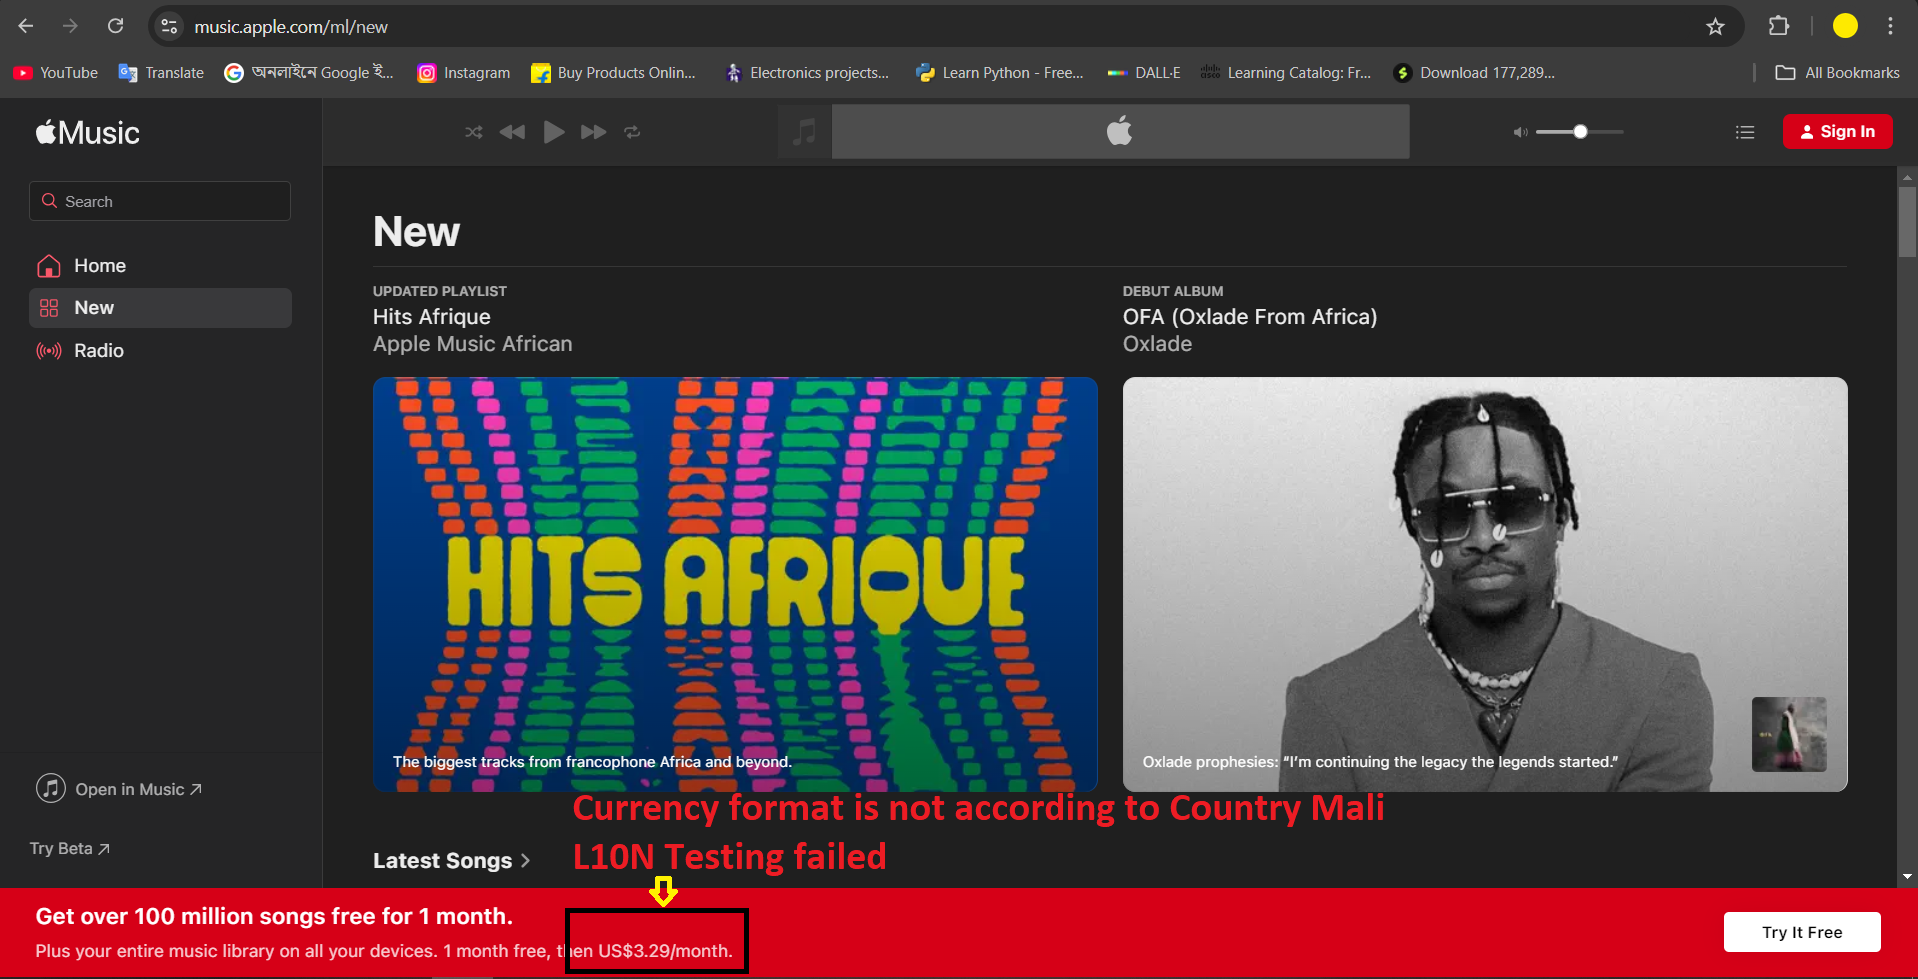 music.apple.com/ml/new
YouTube
Translate
অনলাইনে Google ই...
Instagram
Buy Products Onlin...
Electronics projects...
Learn Python - Free...
DALL·E
Learning Catalog: Fr...
Download 177,289...
All Bookmarks
Music
Sign In
Search
Home
New
Radio
New
UPDATED PLAYLIST
Hits Afrique
Apple Music African
DEBUT ALBUM
OFA (Oxlade From Africa)
Oxlade
HITS AFRIQUE
The biggest tracks from francophone Africa and beyond.
Oxlade prophesies: “I’m continuing the legacy the legends started.”
Open in Music
Try Beta
Currency format is not according to Country Mali
L10N Testing failed
Latest Songs
Get over 100 million songs free for 1 month.
Plus your entire music library on all your devices. 1 month free, then US$3.29/month.
Try It Free